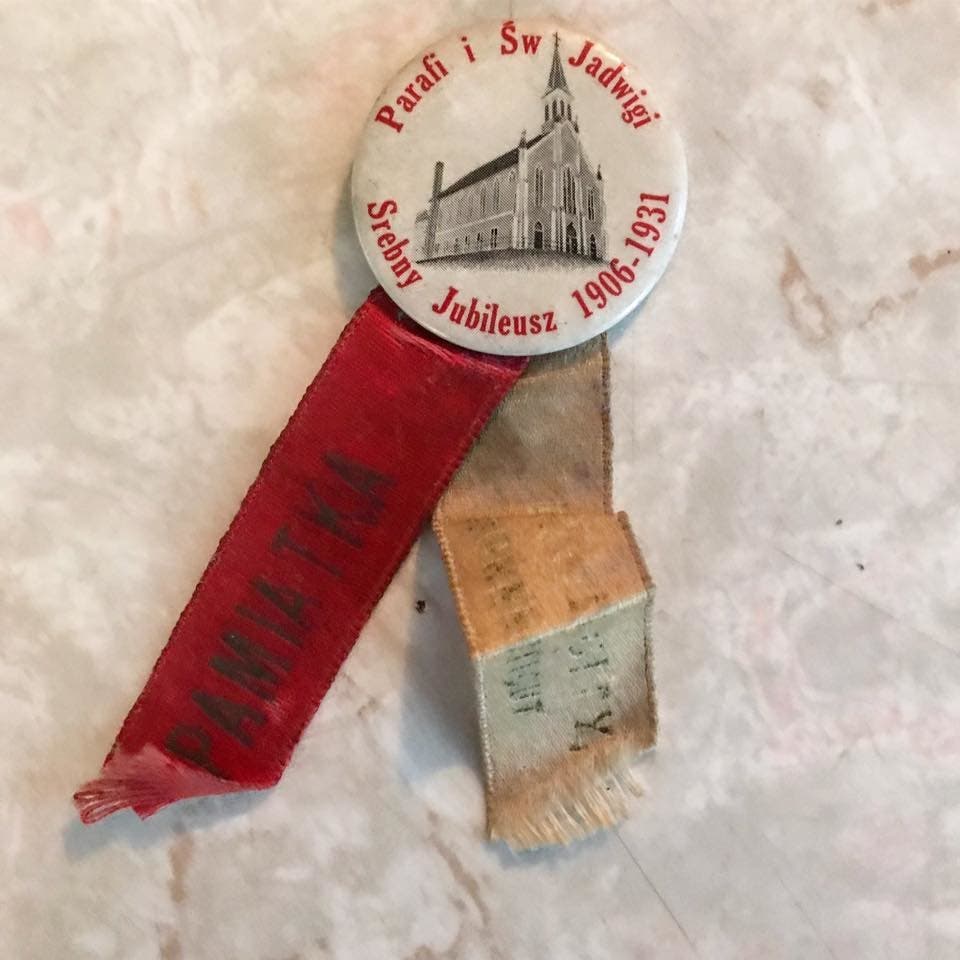 Parafi i Św Jadwigi
Srebny Jubileusz 1906-1931
PAMIATKA